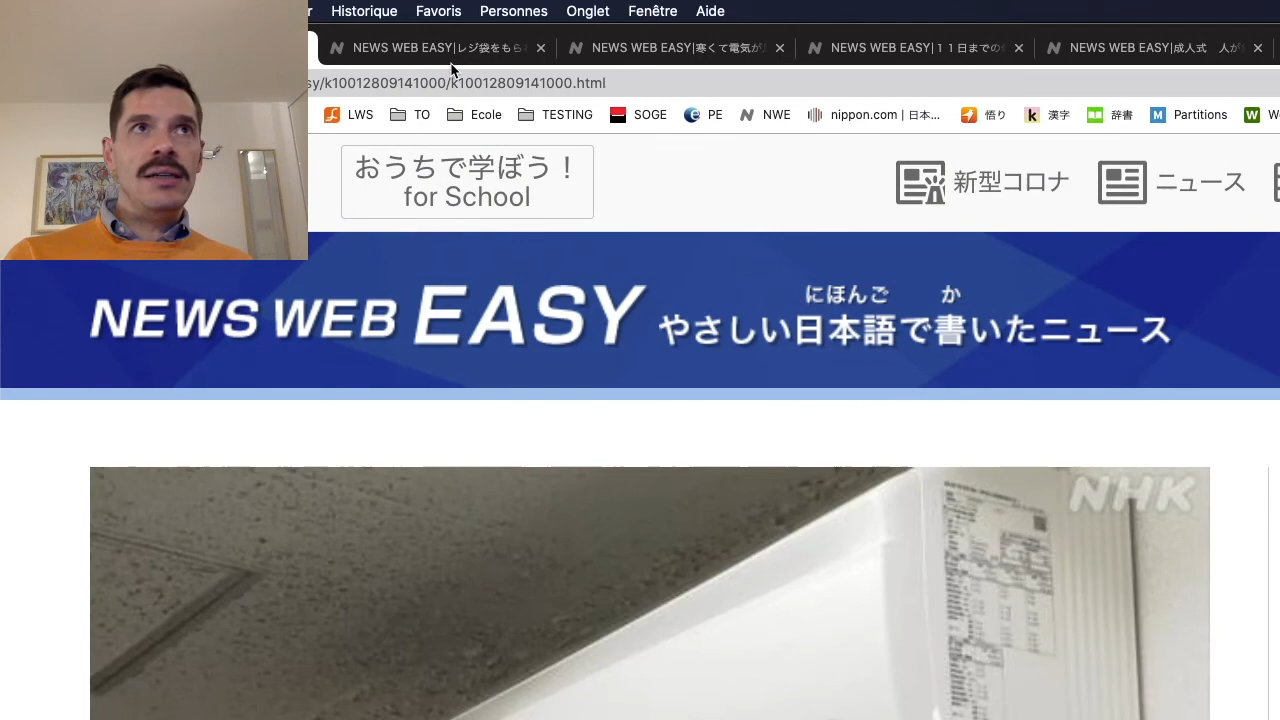 Historique Favoris Personnes Onglet Fenêtre Aide
NEWS WEB EASY|レジ袋をもら NEWS WEB EASY|寒くて電気が NEWS WEB EASY|１１日までの NEWS WEB EASY|成人式 人が
sy/k10012809141000/k10012809141000.html
LWS TO Ecole TESTING SOGE PE NWE nippon.com | 日本... 悟り 漢字 辞書 Partitions
おうちで学ぼう！
for School
新型コロナ ニュース
にほんご か
NEWS WEB EASY やさしい日本語で書いたニュース
NHK